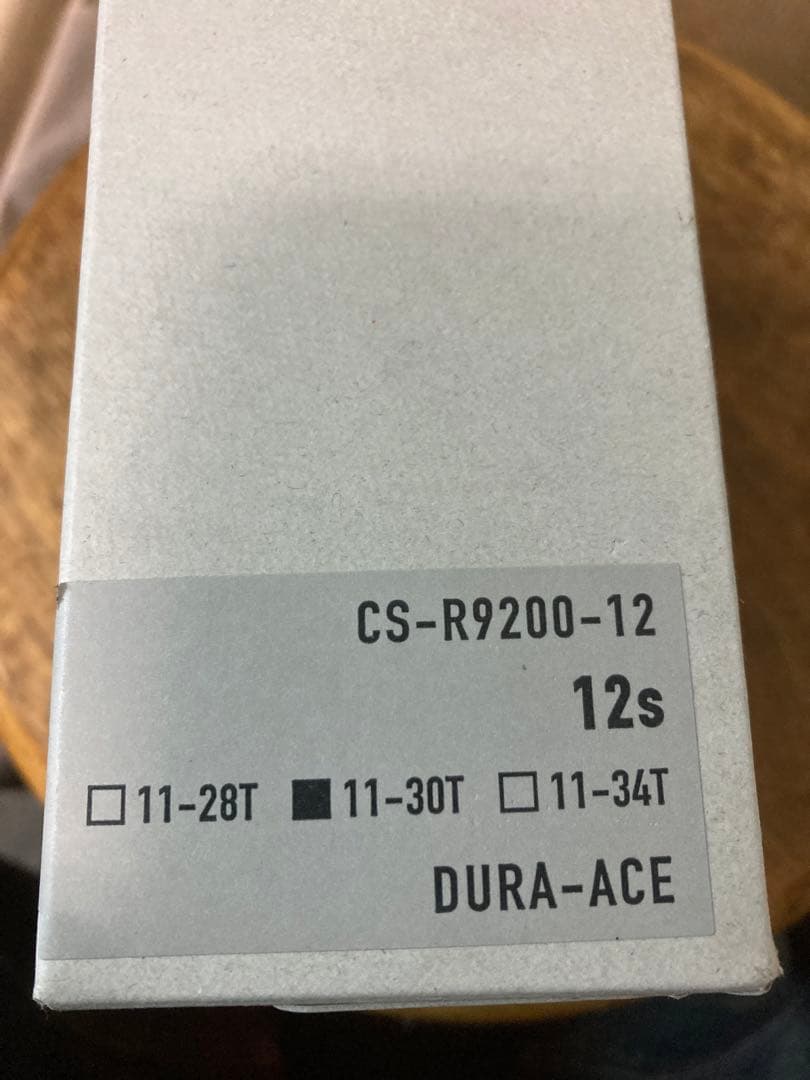 CS-R9200-12
12s
□11-28T ■11-30T □11-34T
DURA-ACE